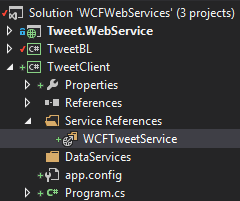 Solution 'WCFWebServices' (3 projects)
Tweet.WebService
C# TweetBL
C# TweetClient
Properties
References
Service References
WCFTweetService
DataServices
app.config
C# Program.cs